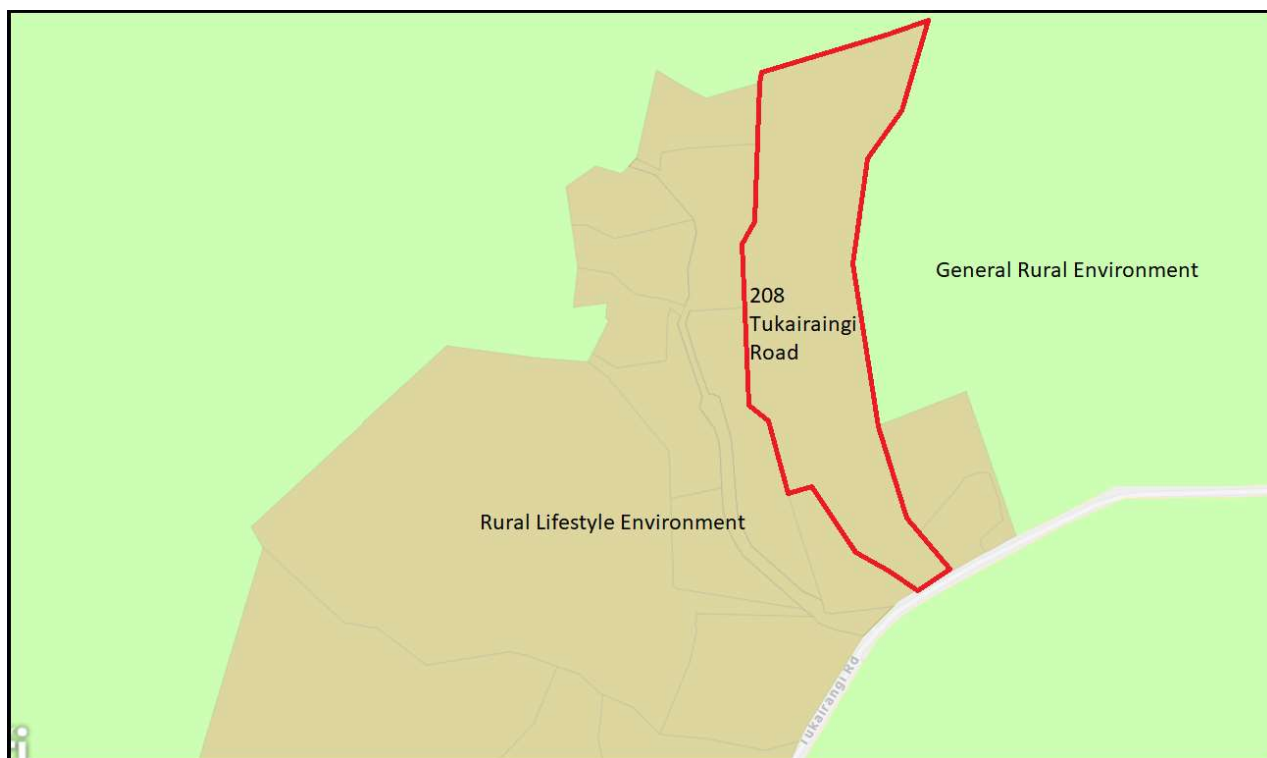 General Rural Environment
208
Tukairaingi
Road
Rural Lifestyle Environment
Tukairangi Rd